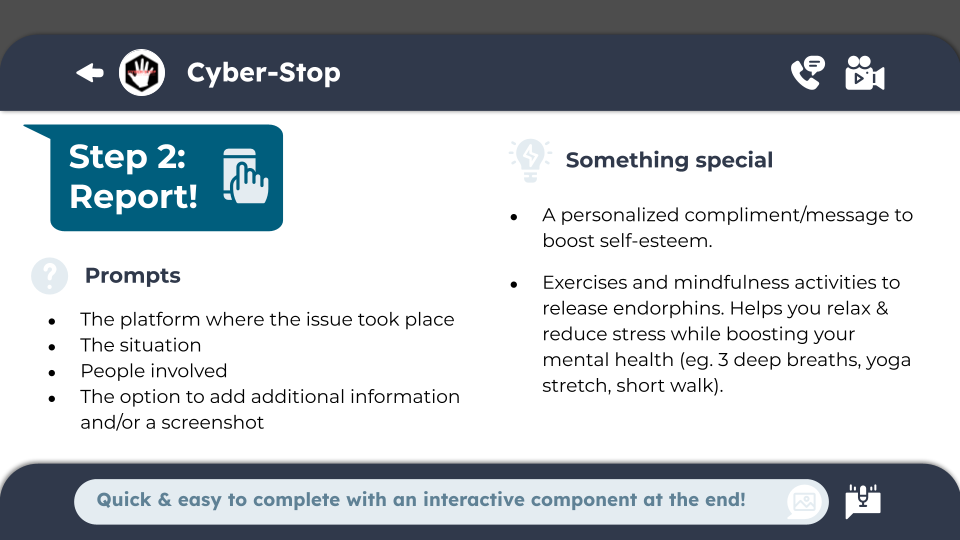 Cyber-Stop
Step 2:
Report!
Prompts
● The platform where the issue took place
● The situation
● People involved
● The option to add additional information
and/or a screenshot
Something special
● A personalized compliment/message to
boost self-esteem.
● Exercises and mindfulness activities to
release endorphins. Helps you relax &
reduce stress while boosting your
mental health (eg. 3 deep breaths, yoga
stretch, short walk).
Quick & easy to complete with an interactive component at the end!